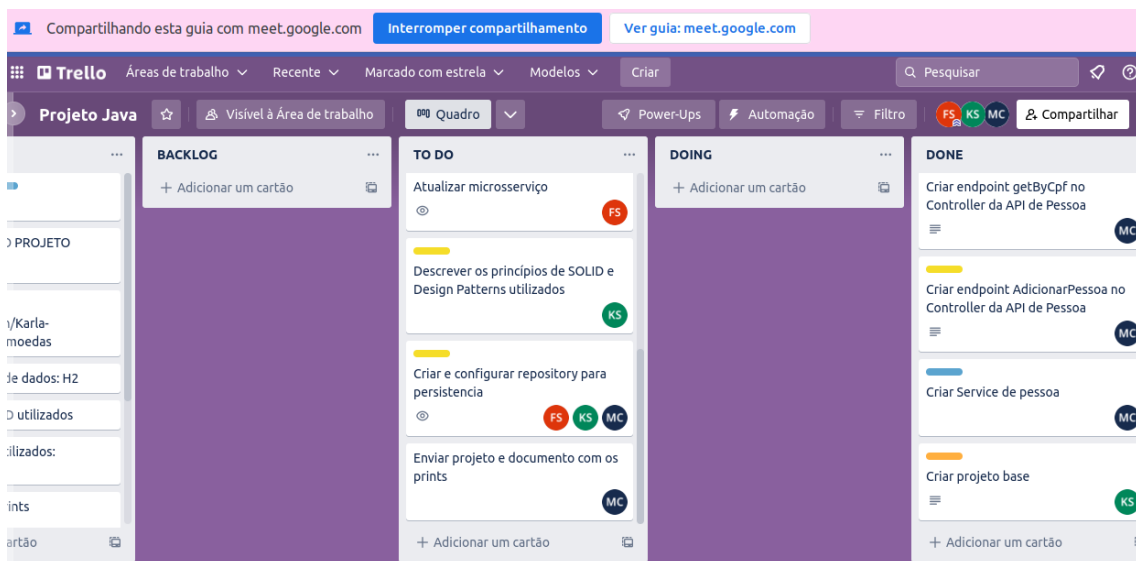 Compartilhando esta guia com meet.google.com
Interromper compartilhamento
Ver guia: meet.google.com
Trello
Áreas de trabalho
Recente
Marcado com estrela
Modelos
Criar
Pesquisar
Projeto Java
Visível à Área de trabalho
Quadro
Power-Ups
Automação
Filtro
FS
KS
MC
Compartilhar
PROJETO
/Karla-
moedas
de dados: H2
utilizados
BACKLOG
Adicionar um cartão
TO DO
Atualizar microsserviço
FS
Descrever os princípios de SOLID e
Design Patterns utilizados
KS
Criar e configurar repository para
persistencia
FS
KS
MC
Enviar projeto e documento com os
prints
MC
Adicionar um cartão
DOING
Adicionar um cartão
DONE
Criar endpoint getByCpf no
Controller da API de Pessoa
MC
Criar endpoint AdicionarPessoa no
Controller da API de Pessoa
MC
Criar Service de pessoa
MC
Criar projeto base
KS
Adicionar um cartão